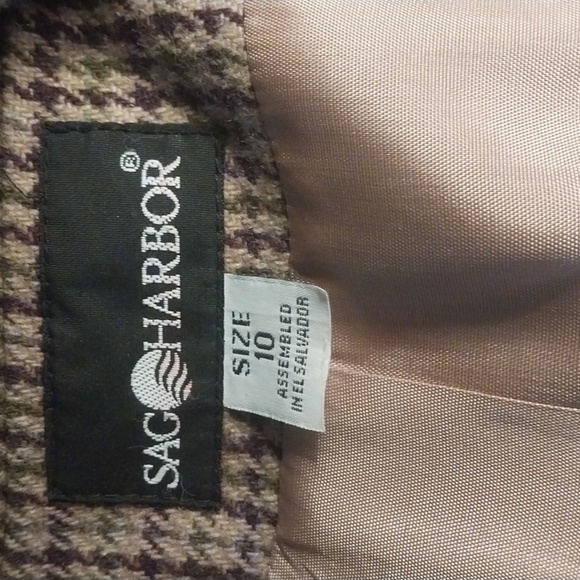 SAG HARBOR®
SIZE
10
ASSEMBLED
IN EL SALVADOR